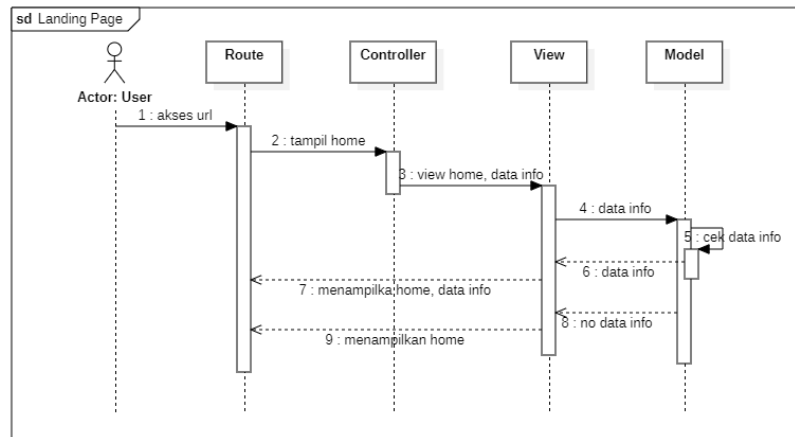 sd Landing Page
Route
Controller
View
Model
Actor: User
1 : akses url
2 : tampil home
3 : view home, data info
4 : data info
5 : cek data info
6 : data info
7 : menampilka home, data info
8 : no data info
9 : menampilkan home